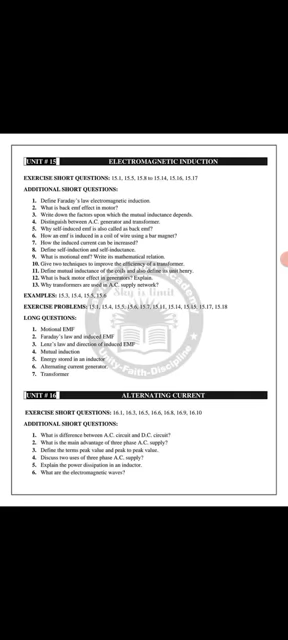 UNIT # 15 ELECTROMAGNETIC INDUCTION
EXERCISE SHORT QUESTIONS: 15.1, 15.5, 15.8 to 15.14, 15.16, 15.17
ADDITIONAL SHORT QUESTIONS:
1. Define Faraday's law electromagnetic induction.
2. What is back emf effect in motor?
3. Write down the factors upon which the mutual inductance depends.
4. Distinguish between A.C. generator and transformer.
5. Why self-induced emf is also called as back emf?
6. How an emf is induced in a coil of wire using a bar magnet?
7. How the induced current can be increased?
8. Define self-induction and self-inductance.
9. What is motional emf? Write its mathematical relation.
10. Give two techniques to improve the efficiency of a transformer.
11. Define mutual inductance of the coils and also define its unit henry.
12. What is back motor effect in generators? Explain.
13. Why transformers are used in A.C. supply network?
EXAMPLES: 15.3, 15.4, 15.5, 15.6
EXERCISE PROBLEMS: 15.1, 15.4, 15.5, 15.6, 15.7, 15.11, 15.14, 15.15, 15.17, 15.18
LONG QUESTIONS:
1. Motional EMF
2. Faraday's law and induced EMF
3. Lenz's law and direction of induced EMF
4. Mutual induction
5. Energy stored in an inductor
6. Alternating current generator.
7. Transformer
Sky is limit
Unity-Faith-Discipline
UNIT # 16 ALTERNATING CURRENT
EXERCISE SHORT QUESTIONS: 16.1, 16.3, 16.5, 16.6, 16.8, 16.9, 16.10
ADDITIONAL SHORT QUESTIONS:
1. What is difference between A.C. circuit and D.C. circuit?
2. What is the main advantage of three phase A.C. supply?
3. Define the terms peak value and peak to peak value.
4. Discuss two uses of three phase A.C. supply?
5. Explain the power dissipation in an inductor.
6. What are the electromagnetic waves?